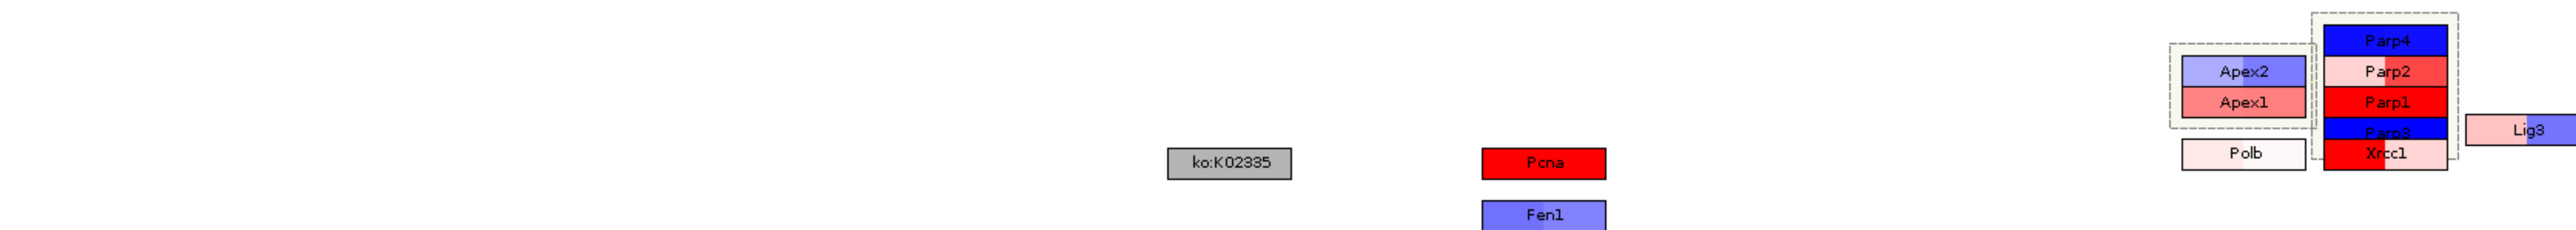 Parp4
Apex2
Parp2
Apex1
Parp1
Parp3
Lig3
Polb
Xrcc1
ko:K02335
Pcna
Fen1